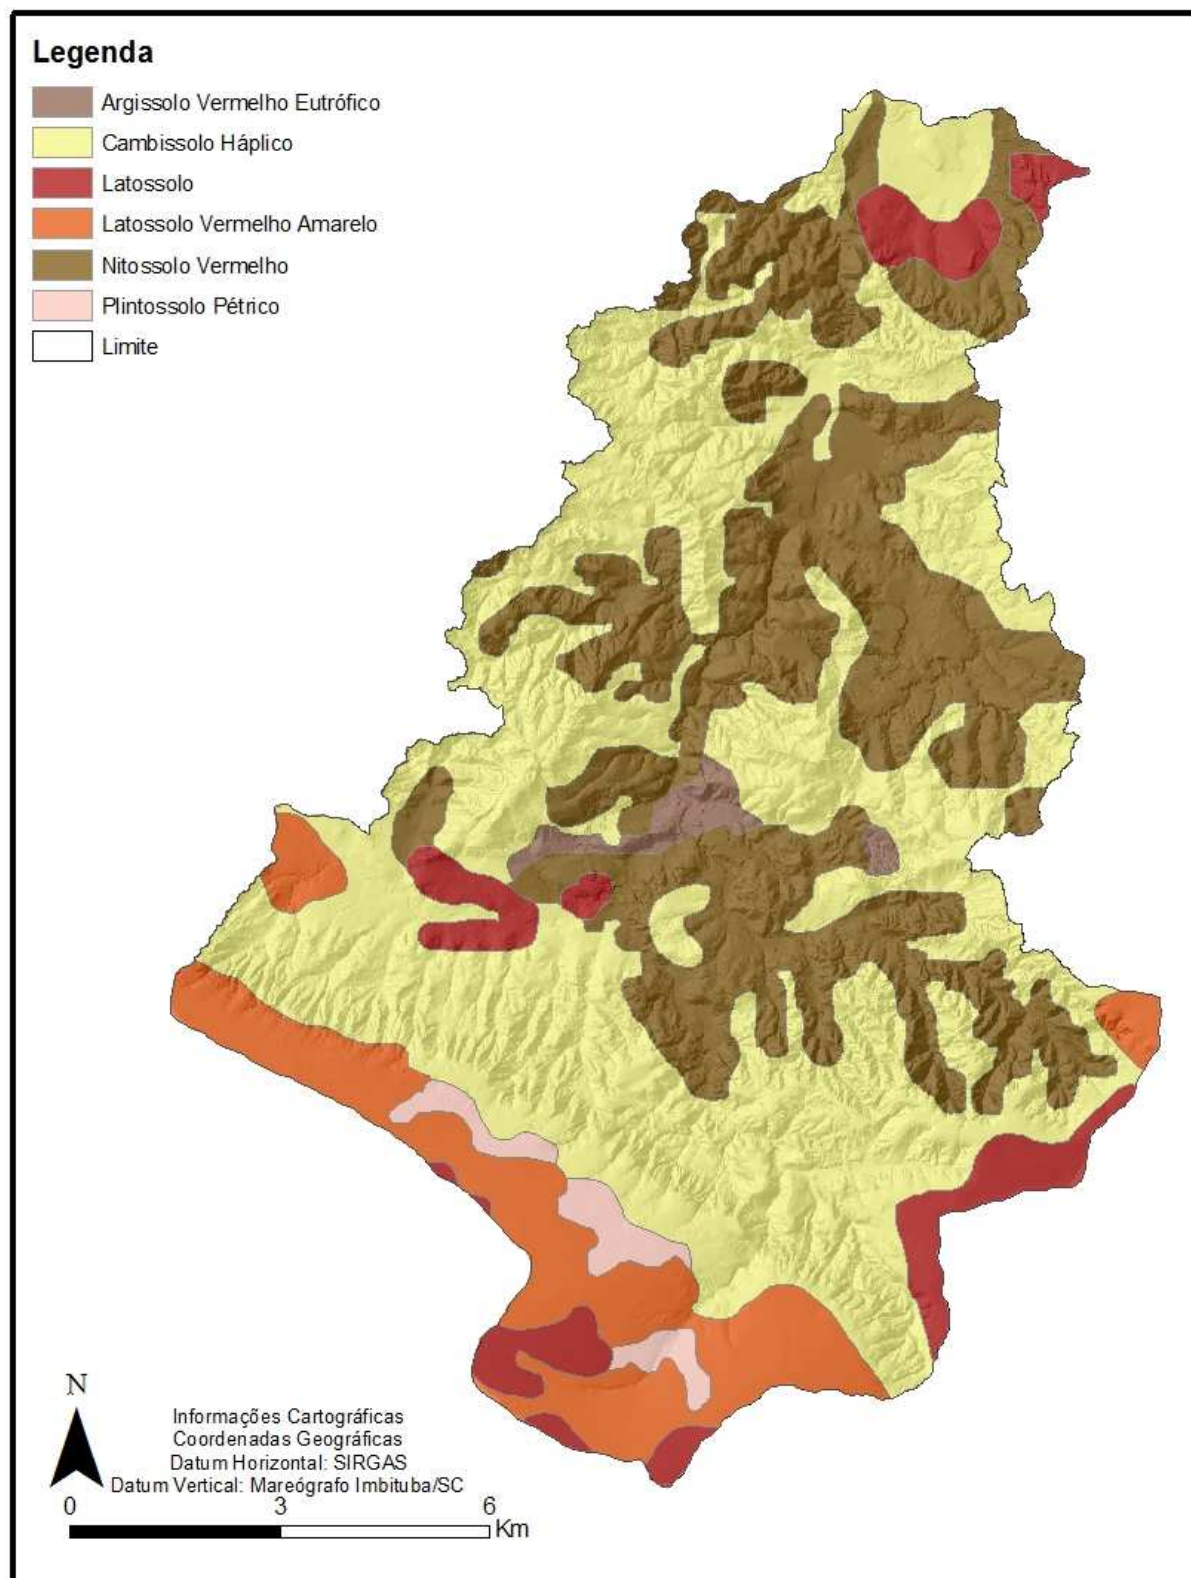 Legenda
Argissolo Vermelho Eutrófico
Cambissolo Háplico
Latossolo
Latossolo Vermelho Amarelo
Nitossolo Vermelho
Plintossolo Pétrico
Limite
N
Informações Cartográficas
Coordenadas Geográficas
Datum Horizontal: SIRGAS
Datum Vertical: Mareógrafo Imbituba/SC
0 3 6
Km